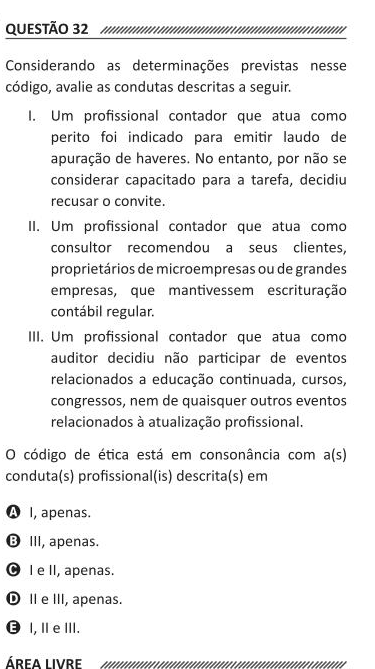 QUESTÃO 32
Considerando as determinações previstas nesse
código, avalie as condutas descritas a seguir.
I. Um profissional contador que atua como
perito foi indicado para emitir laudo de
apuração de haveres. No entanto, por não se
considerar capacitado para a tarefa, decidiu
recusar o convite.
II. Um profissional contador que atua como
consultor recomendou a seus clientes,
proprietários de microempresas ou de grandes
empresas, que mantivessem escrituração
contábil regular.
III. Um profissional contador que atua como
auditor decidiu não participar de eventos
relacionados a educação continuada, cursos,
congressos, nem de quaisquer outros eventos
relacionados à atualização profissional.
O código de ética está em consonância com a(s)
conduta(s) profissional(is) descrita(s) em
A I, apenas.
B III, apenas.
C I e II, apenas.
D II e III, apenas.
E I, II e III.
ÁREA LIVRE